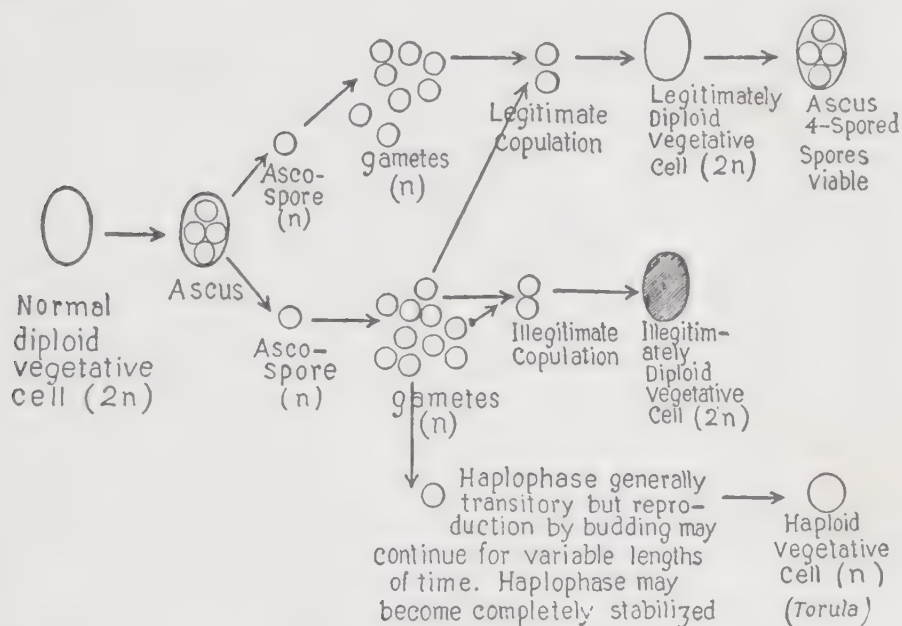 Normal
diploid
vegetative
cell (2n)
Ascus
Asco-
spore
(n)
gametes
(n)
Legitimate
Copulation
Legitimately
Diploid
Vegetative
Cell (2n)
Ascus
4-Spored
Spores
Viable
Asco-
spore
(n)
gametes
(n)
Illegitimate
Copulation
Illegitim-
ately
Diploid
Vegetative
Cell (2n)
Haplophase generally
transitory but repro-
duction by budding may
continue for variable lengths
of time. Haplophase may
become completely stabilized
Haploid
vegetative
Cell (n)
(Torula)